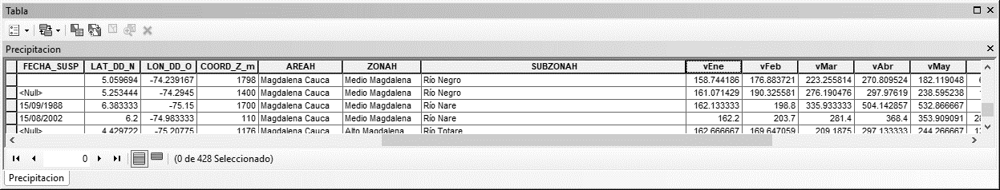 Tabla
Precipitacion
FECHA_SUSP LAT_DD_N LON_DD_O COORD_Z_m AREAH ZONAH SUBZONAH vEne vFeb vMar vAbr vMay
5.059694 -74.239167 1798 Magdalena Cauca Medio Magdalena Río Negro 158.744186 176.883721 223.255814 270.809524 182.119048
<Null> 5.253444 -74.2945 1400 Magdalena Cauca Medio Magdalena Río Negro 161.071429 190.325581 276.190476 297.97619 238.595238
15/09/1988 6.383333 -75.15 1700 Magdalena Cauca Medio Magdalena Río Nare 162.133333 198.8 335.933333 504.142857 532.866667
15/08/2002 6.2 -74.983333 110 Magdalena Cauca Medio Magdalena Río Nare 162.2 203.7 281.4 368.4 353.909091
<Null> 4.429722 -75.20775 1176 Magdalena Cauca Alto Magdalena Río Totare 162.666667 169.647059 209.1875 297.133333 244.266667
0 (0 de 428 Seleccionado)
Precipitacion